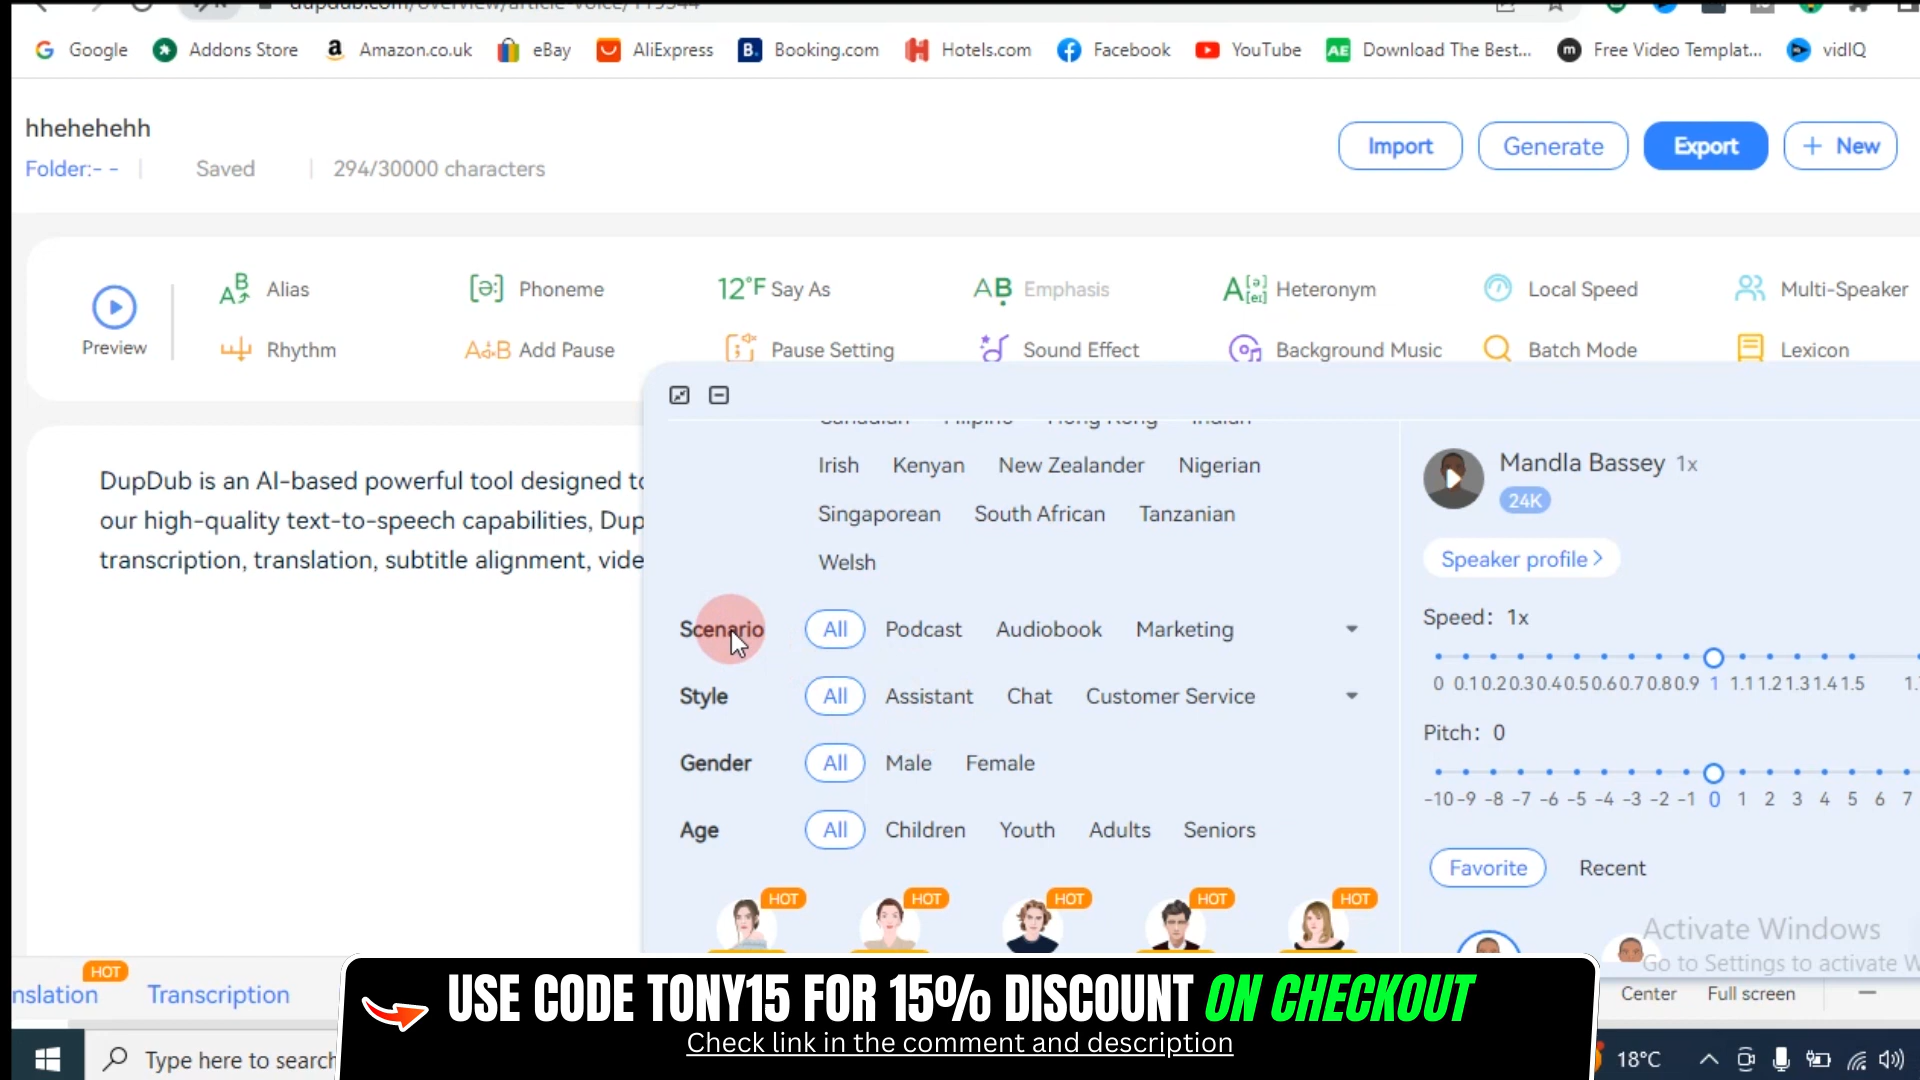 Google Addons Store Amazon.co.uk eBay AliExpress Booking.com Hotels.com Facebook YouTube Download The Best... Free Video Templat... vidIQ
hhehehehh
Folder:- - Saved 294/30000 characters
Import Generate Export + New
Alias Phoneme 12°F Say As Emphasis Heteronym Local Speed Multi-Speaker
Preview
Rhythm Add Pause Pause Setting Sound Effect Background Music Batch Mode Lexicon
Canadian Filipino Hong Kong Indian
Irish Kenyan New Zealander Nigerian
Singaporean South African Tanzanian
Welsh
DupDub is an AI-based powerful tool designed to
our high-quality text-to-speech capabilities, Dup
transcription, translation, subtitle alignment, vide
Scenario All Podcast Audiobook Marketing
Style All Assistant Chat Customer Service
Gender All Male Female
Age All Children Youth Adults Seniors
HOT HOT HOT HOT HOT
Mandla Bassey 1x
24K
Speaker profile >
Speed: 1x
0 0.1 0.2 0.3 0.4 0.5 0.6 0.7 0.8 0.9 1 1.1 1.2 1.3 1.4 1.5 1.
Pitch: 0
-10 -9 -8 -7 -6 -5 -4 -3 -2 -1 0 1 2 3 4 5 6 7
Favorite Recent
Activate Windows
Go to Settings to activate W
HOT
nslation Transcription
Center Full screen
USE CODE TONY15 FOR 15% DISCOUNT ON CHECKOUT
Check link in the comment and description
Type here to search
18°C